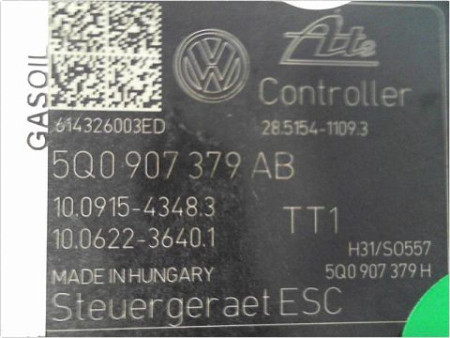 GASOIL
Ate
Controller
614326003ED
28.5154-1109.3
5Q0 907 379 AB
10.0915-4348.3
TT1
10.0622-3640.1
H31/S0557
MADE IN HUNGARY
5Q0 907 379 H
Steuergeraet ESC